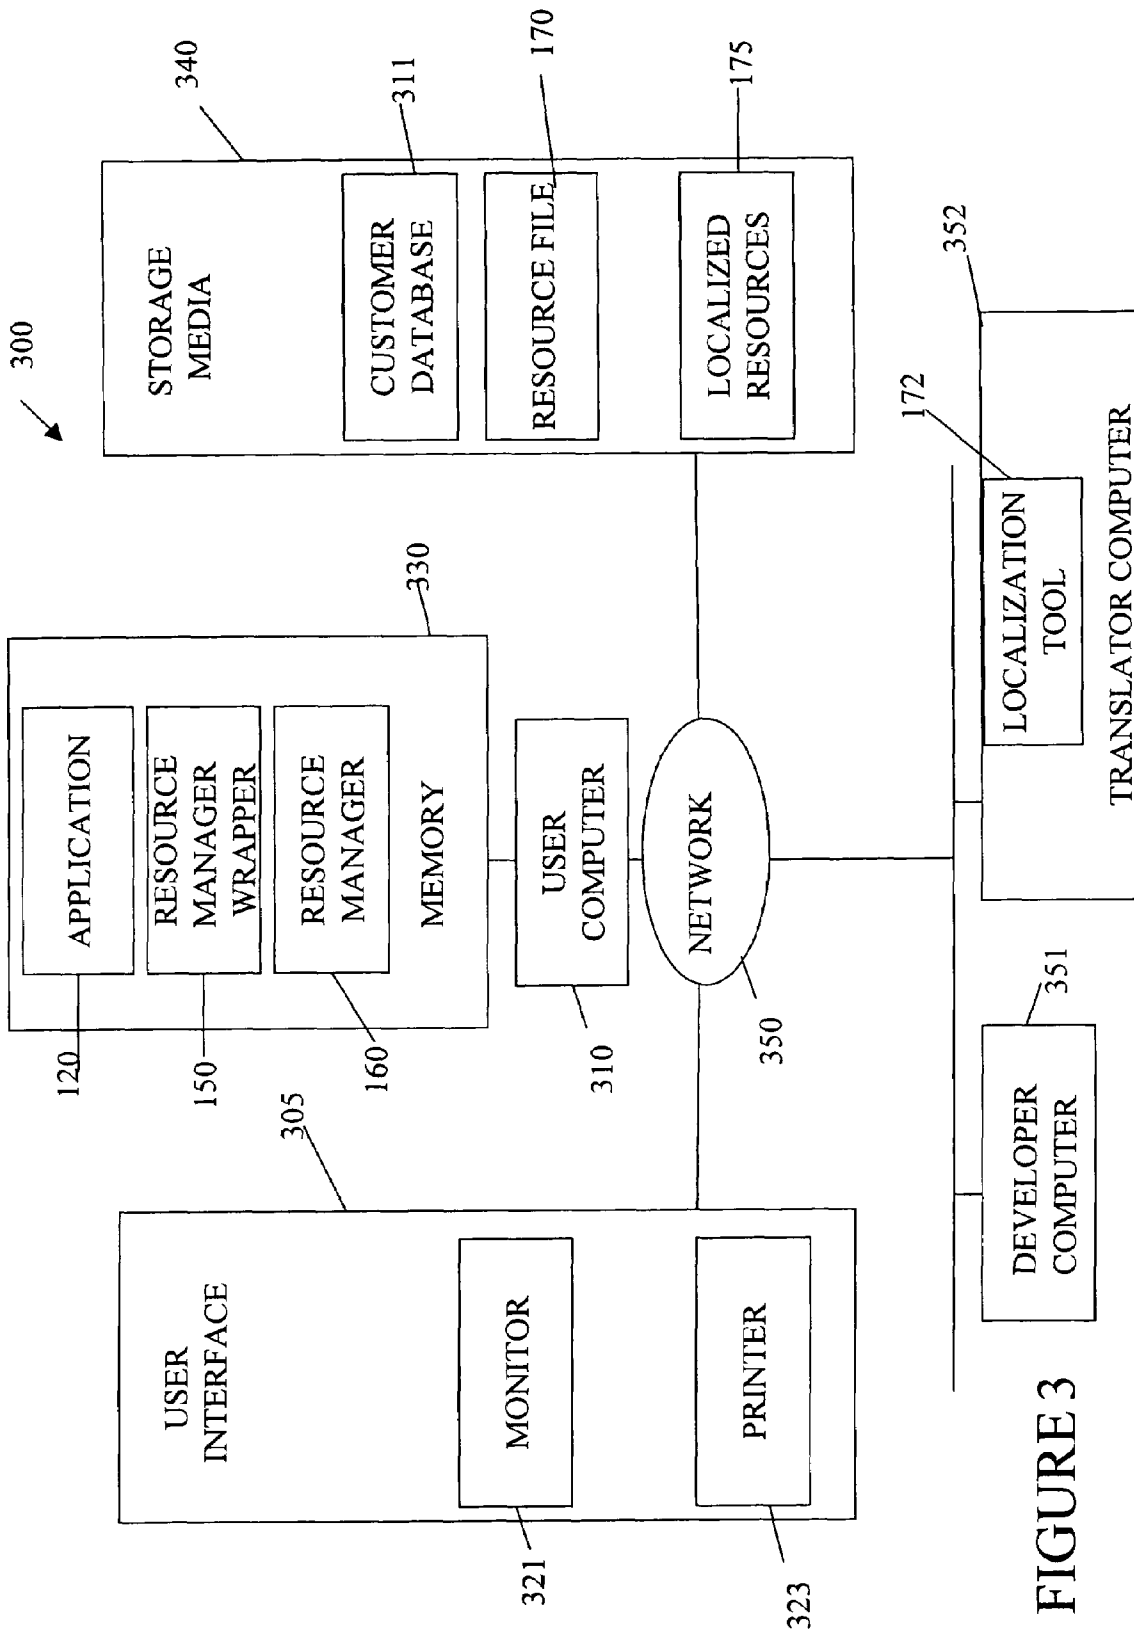 300
USER
INTERFACE
305
MONITOR
321
PRINTER
323
120
APPLICATION
150
RESOURCE
MANAGER
WRAPPER
160
RESOURCE
MANAGER
MEMORY
330
USER
COMPUTER
310
NETWORK
350
STORAGE
MEDIA
340
CUSTOMER
DATABASE
311
RESOURCE FILE
170
LOCALIZED
RESOURCES
175
DEVELOPER
COMPUTER
351
LOCALIZATION
TOOL
172
TRANSLATOR COMPUTER
352
FIGURE 3